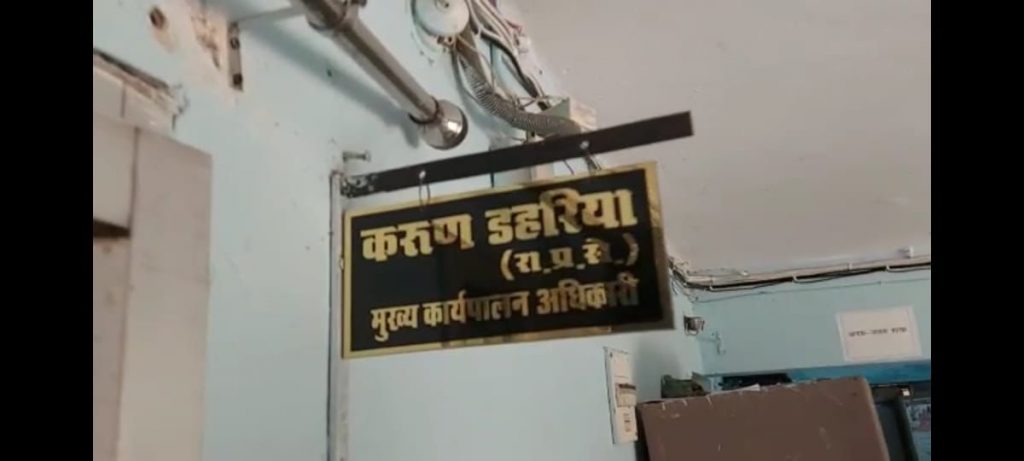 करूण डहरिया
(रा.प्र.से.)
मुख्य कार्यपालन अधिकारी